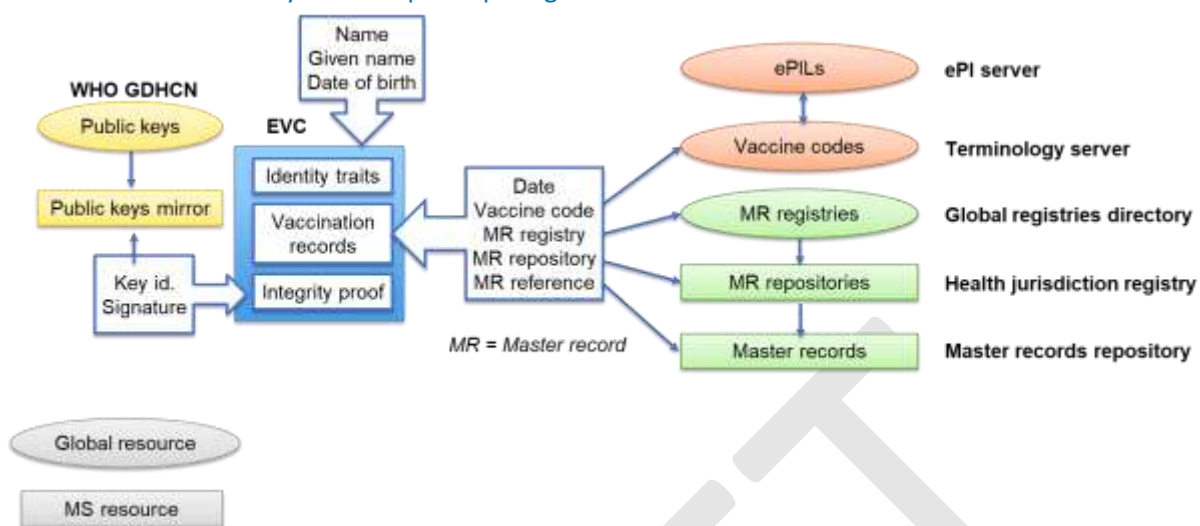 Name
Given name
Date of birth
WHO GDHCN
Public keys
Public keys mirror
Key id.
Signature
EVC
Identity traits
Vaccination
records
Integrity proof
Date
Vaccine code
MR registry
MR repository
MR reference
MR = Master record
ePILs
ePI server
Vaccine codes
Terminology server
MR registries
Global registries directory
MR repositories
Health jurisdiction registry
Master records
Master records repository
Global resource
MS resource